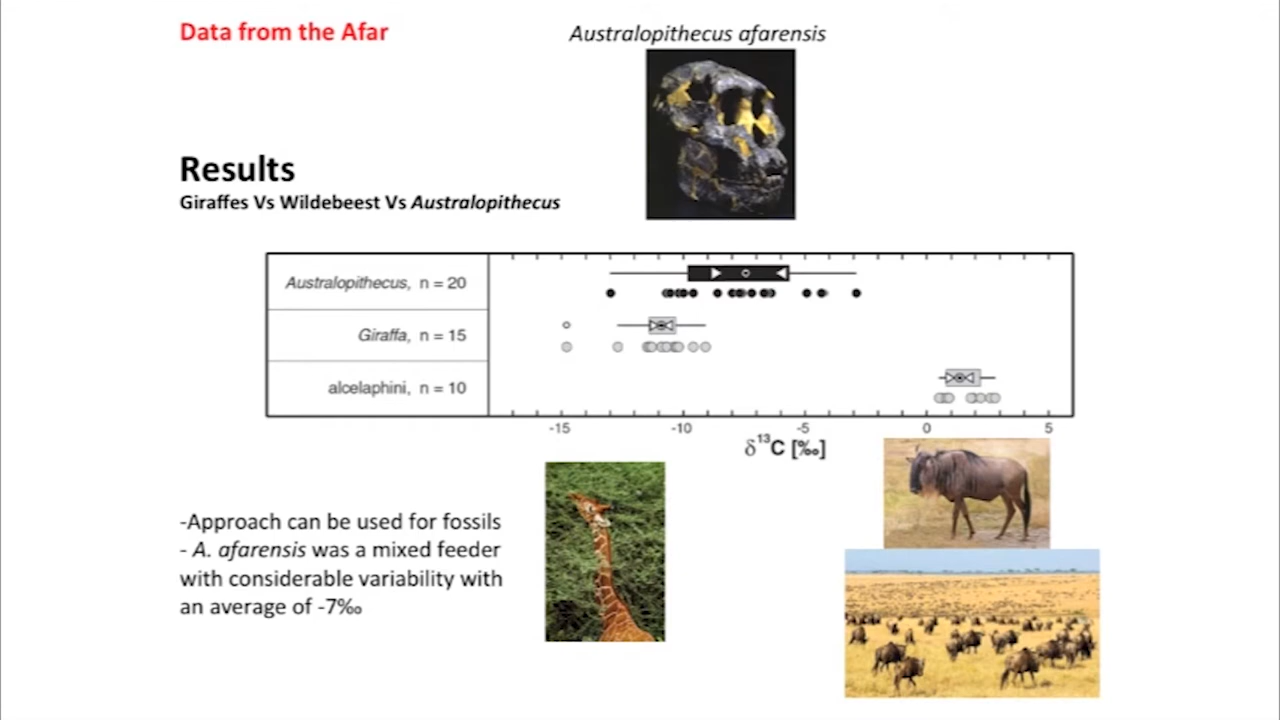 Data from the Afar
Australopithecus afarensis
Results
Giraffes Vs Wildebeest Vs Australopithecus
Australopithecus, n = 20
Giraffa, n = 15
alcelaphini, n = 10
-15 -10 -5 0 5
δ¹³C [‰]
-Approach can be used for fossils
- A. afarensis was a mixed feeder
with considerable variability with
an average of -7‰